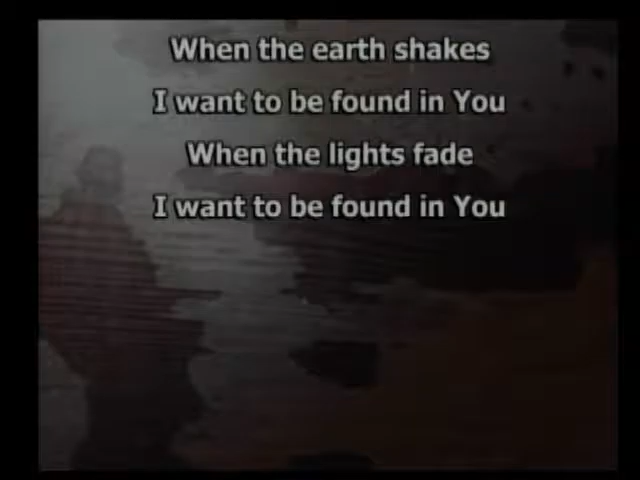 When the earth shakes
I want to be found in You
When the lights fade
I want to be found in You